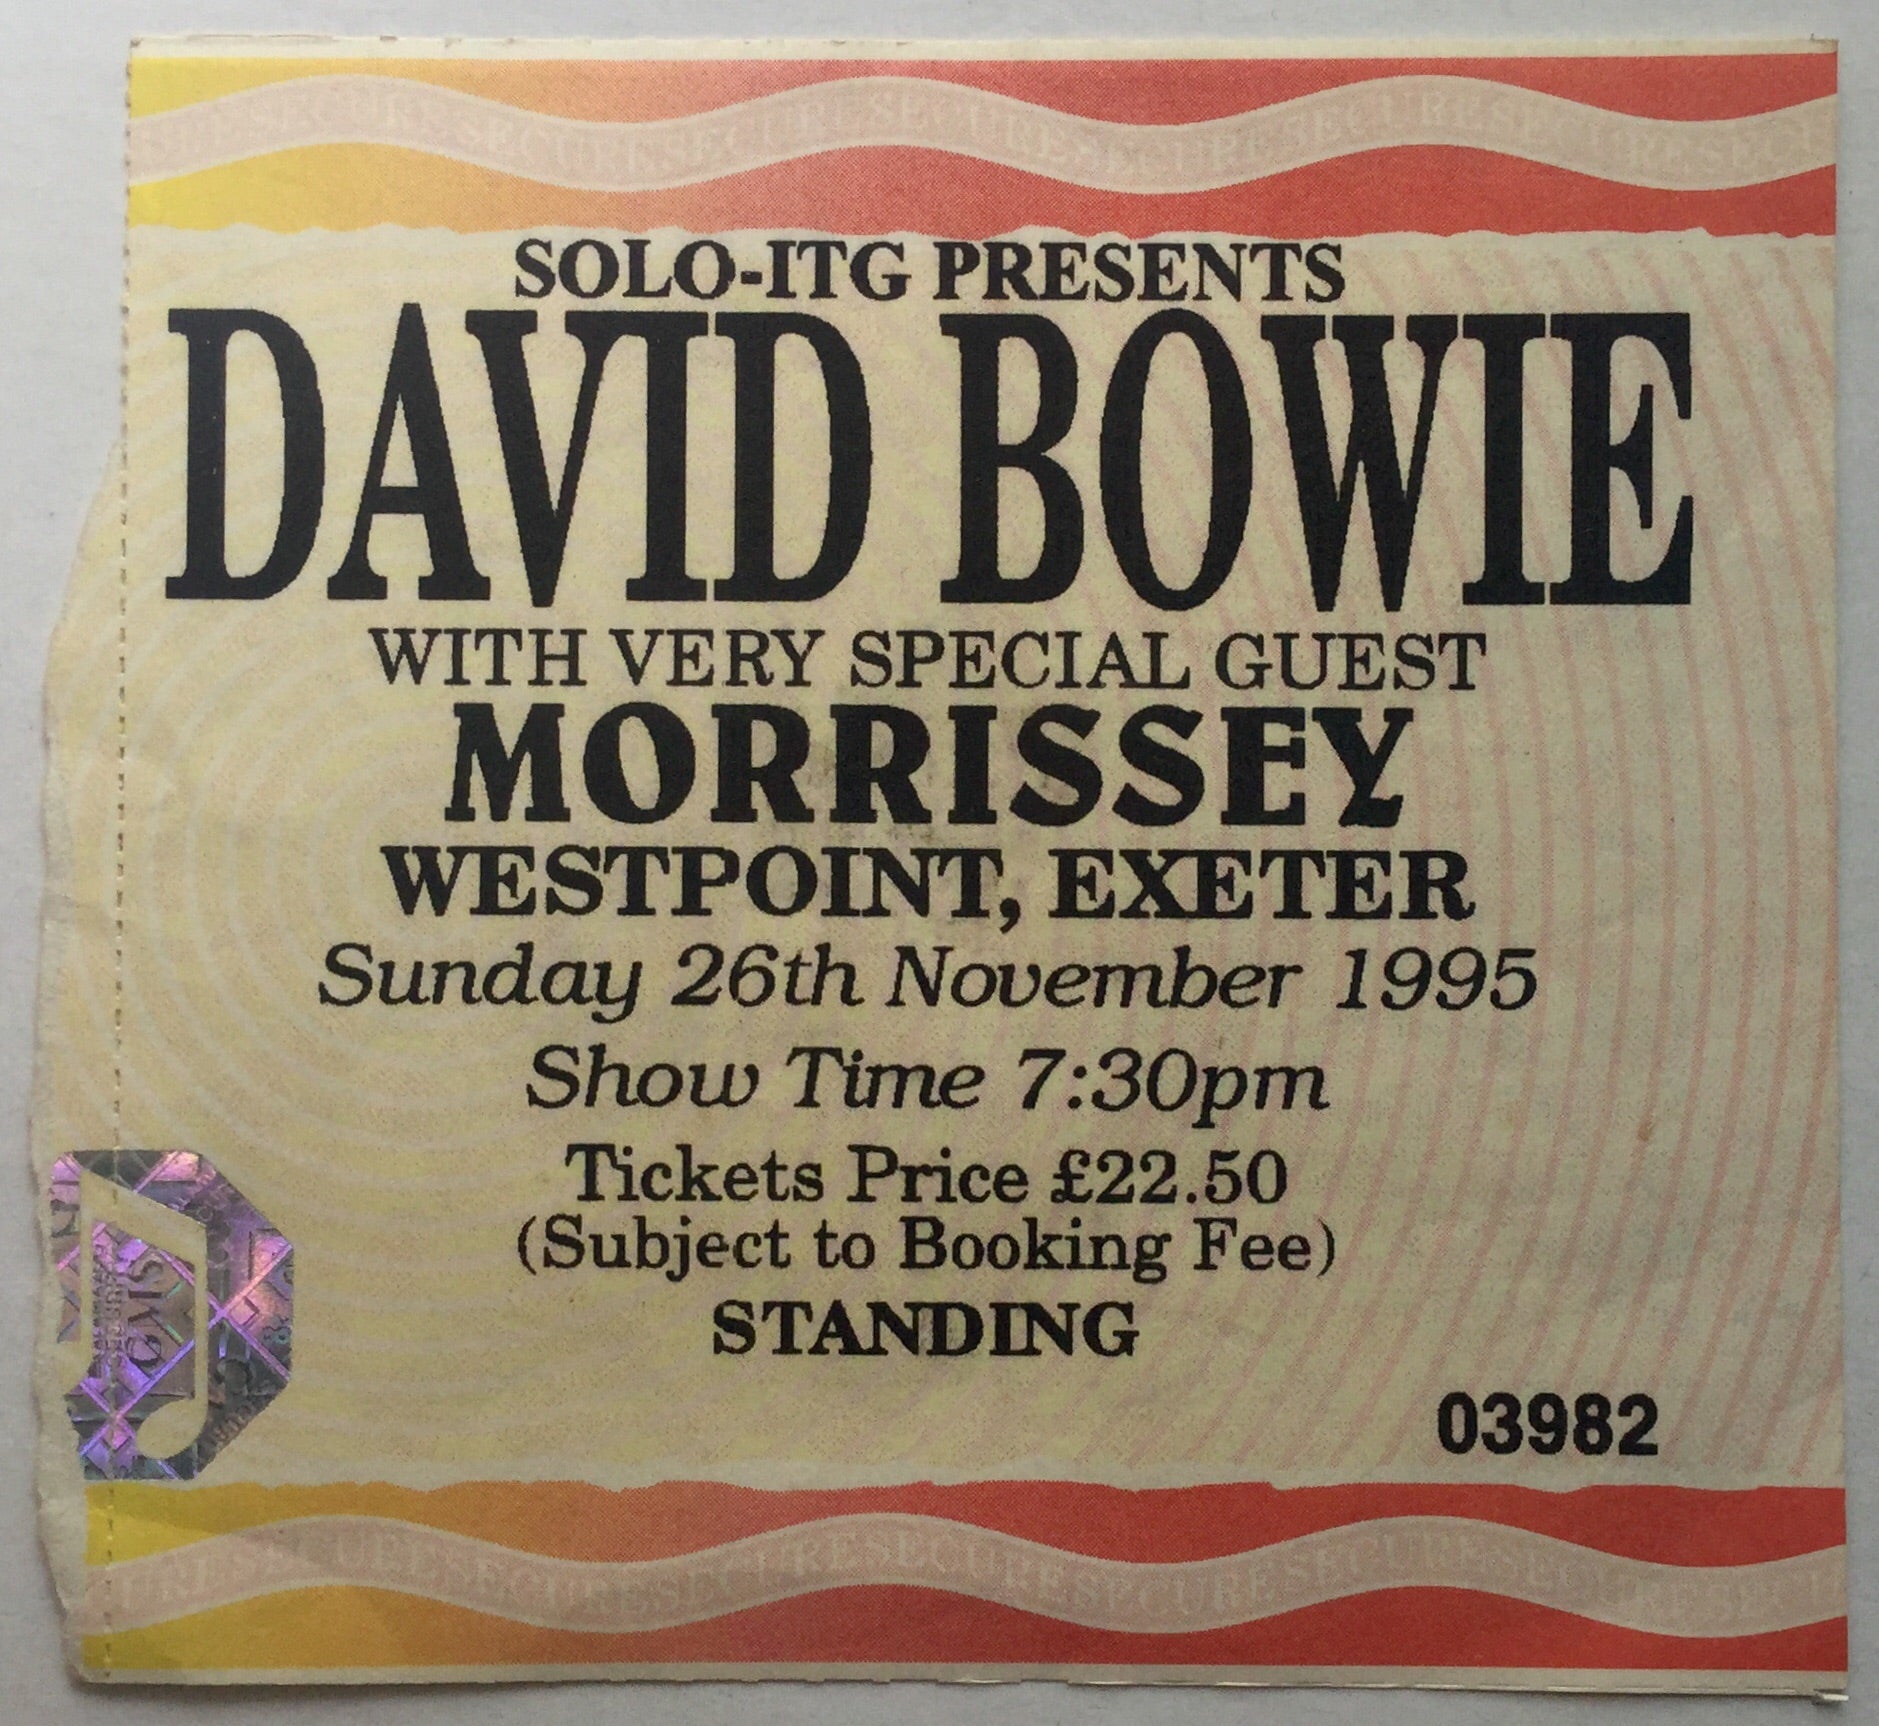 SOLO-ITG PRESENTS
DAVID BOWIE
WITH VERY SPECIAL GUEST
MORRISSEY
WESTPOINT, EXETER
Sunday 26th November 1995
Show Time 7:30pm
Tickets Price £22.50
(Subject to Booking Fee)
STANDING
03982